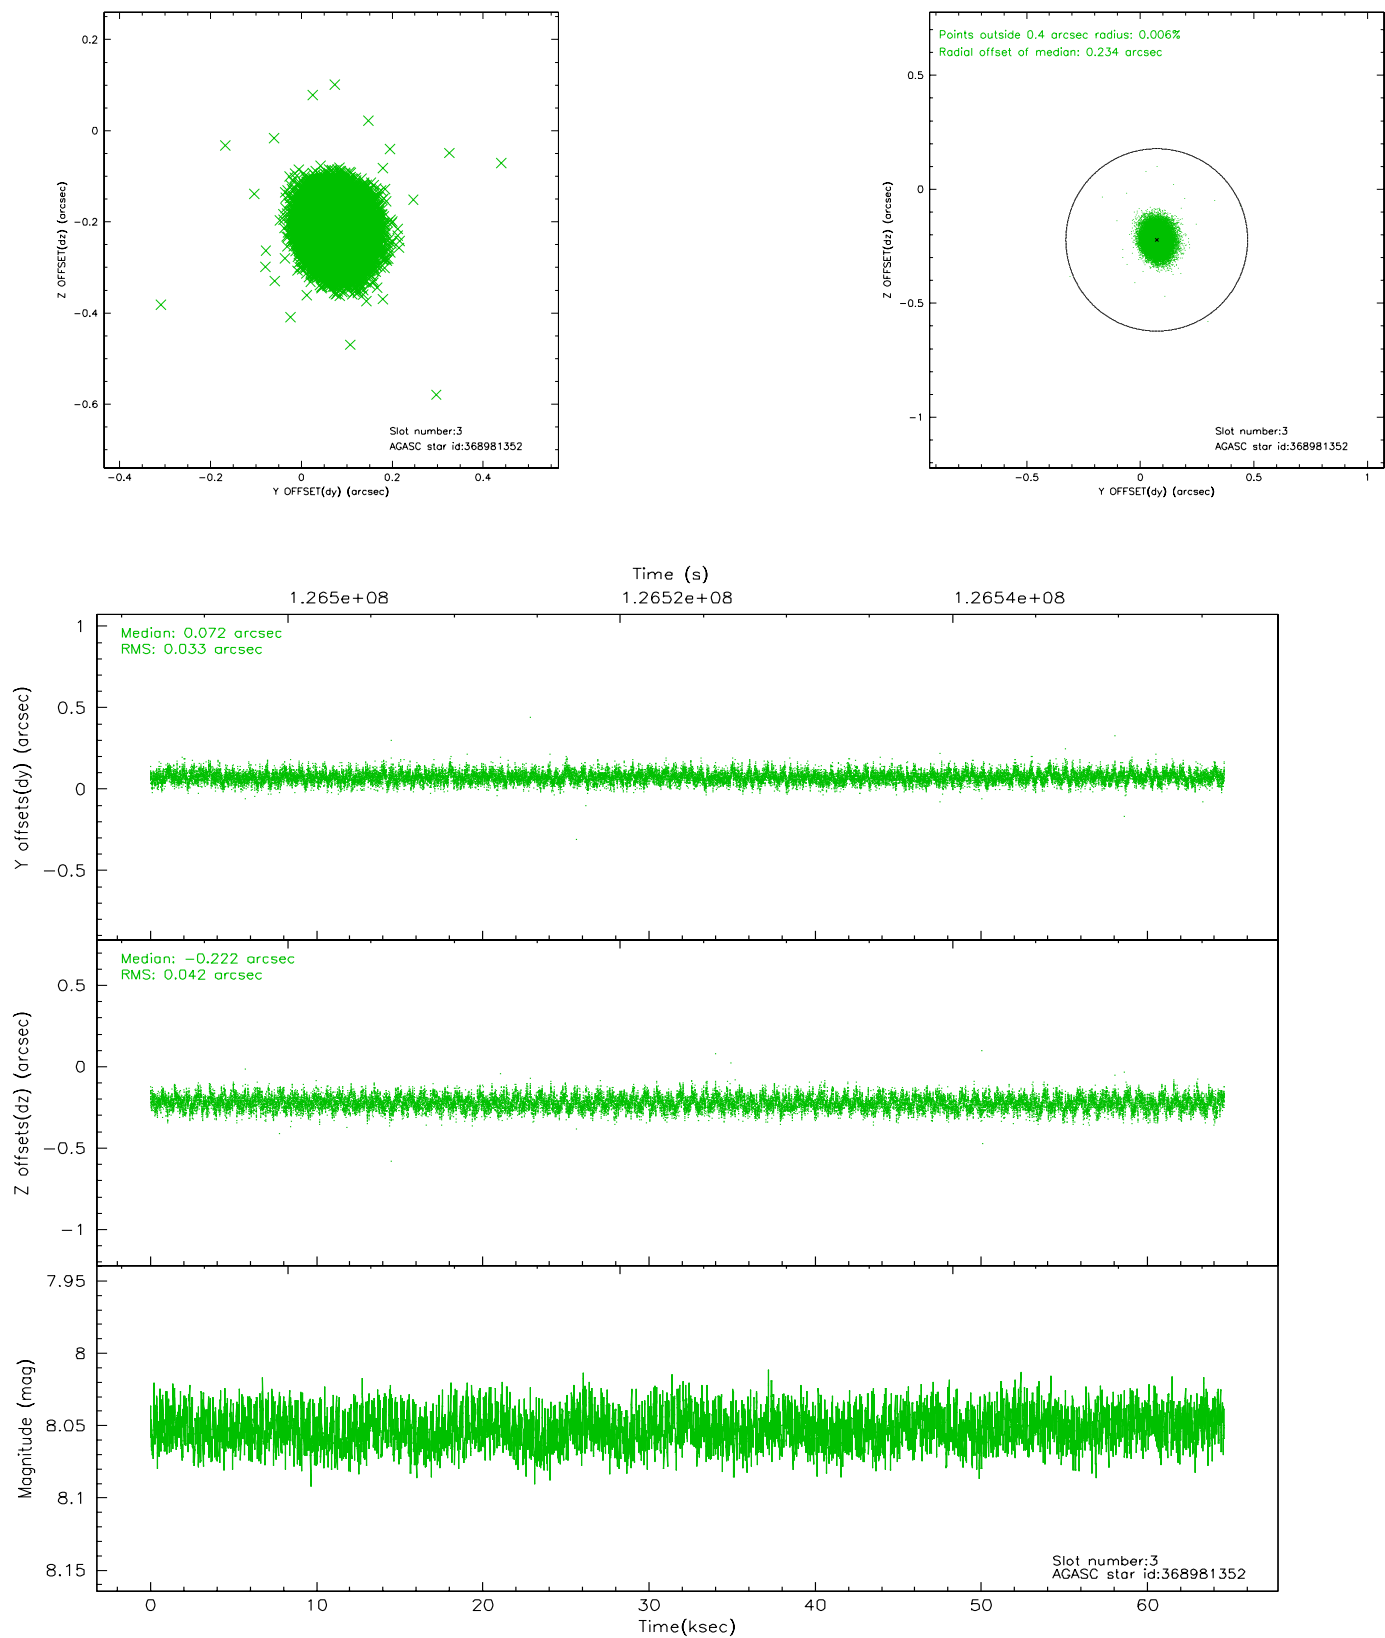 0.2
0
-0.2
-0.4
-0.6
Z OFFSET(dz) (arcsec)
Slot number:3
AGASC star id:368981352
-0.4 -0.2 0 0.2 0.4
Y OFFSET(dy) (arcsec)
Points outside 0.4 arcsec radius: 0.006%
Radial offset of median: 0.234 arcsec
0.5
0
-0.5
-1
Z OFFSET(dz) (arcsec)
Slot number:3
AGASC star id:368981352
-0.5 0 0.5 1
Y OFFSET(dy) (arcsec)
Time (s)
1.265e+08 1.2652e+08 1.2654e+08
Median: 0.072 arcsec
RMS: 0.033 arcsec
1
0.5
0
-0.5
Y offsets(dy) (arcsec)
Median: -0.222 arcsec
RMS: 0.042 arcsec
0.5
0
-0.5
-1
Z offsets(dz) (arcsec)
7.95
8
8.05
8.1
8.15
Magnitude (mag)
Slot number:3
AGASC star id:368981352
0 10 20 30 40 50 60
Time(ksec)